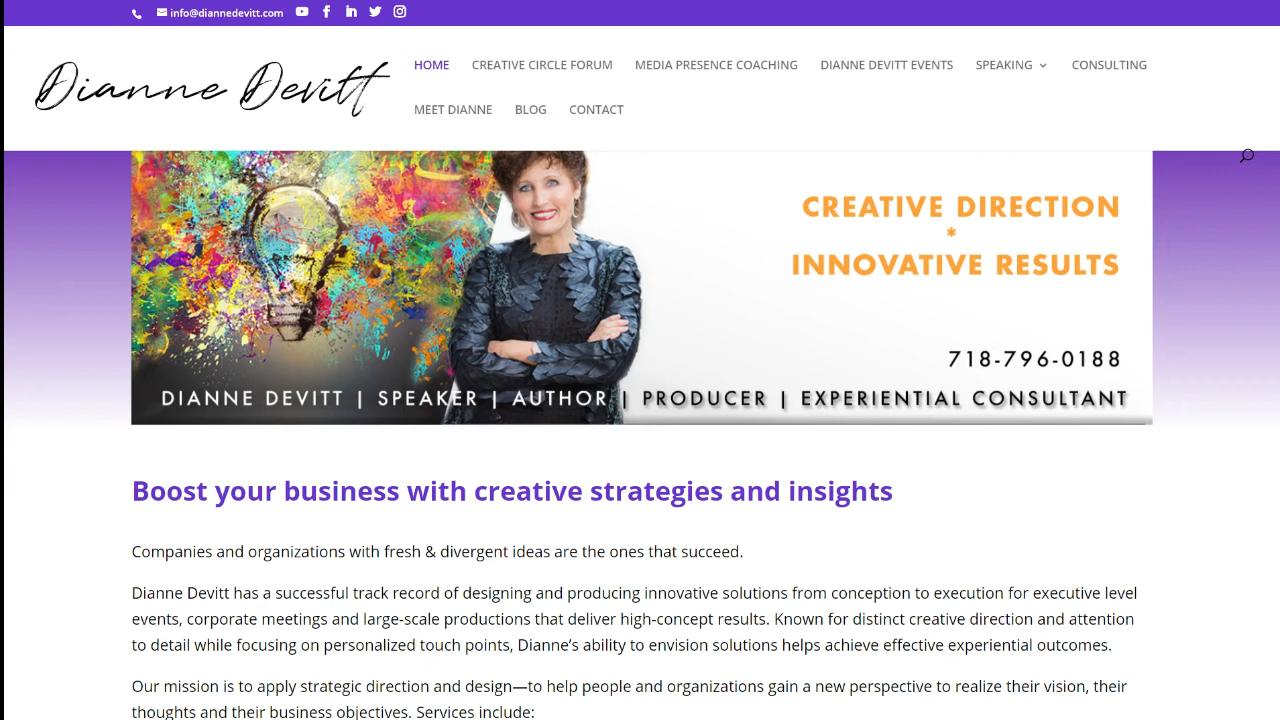 info@diannedevitt.com
Dianne Devitt
HOME CREATIVE CIRCLE FORUM MEDIA PRESENCE COACHING DIANNE DEVITT EVENTS SPEAKING CONSULTING
MEET DIANNE BLOG CONTACT
CREATIVE DIRECTION
*
INNOVATIVE RESULTS
718-796-0188
DIANNE DEVITT | SPEAKER | AUTHOR | PRODUCER | EXPERIENTIAL CONSULTANT
Boost your business with creative strategies and insights
Companies and organizations with fresh & divergent ideas are the ones that succeed.
Dianne Devitt has a successful track record of designing and producing innovative solutions from conception to execution for executive level
events, corporate meetings and large-scale productions that deliver high-concept results. Known for distinct creative direction and attention
to detail while focusing on personalized touch points, Dianne’s ability to envision solutions helps achieve effective experiential outcomes.
Our mission is to apply strategic direction and design—to help people and organizations gain a new perspective to realize their vision, their
thoughts and their business objectives. Services include: